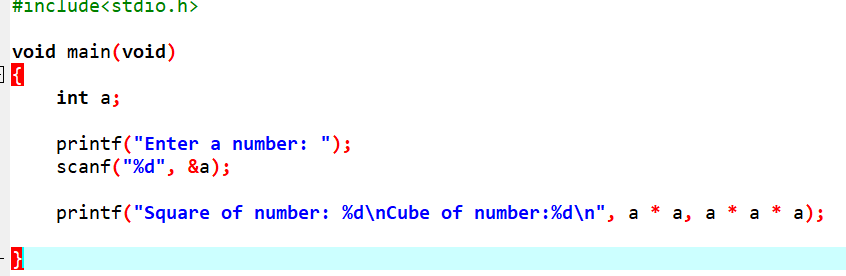 #include<stdio.h>
void main(void)
{
int a;
printf("Enter a number: ");
scanf("%d", &a);
printf("Square of number: %d\nCube of number:%d\n", a * a, a * a * a);
}